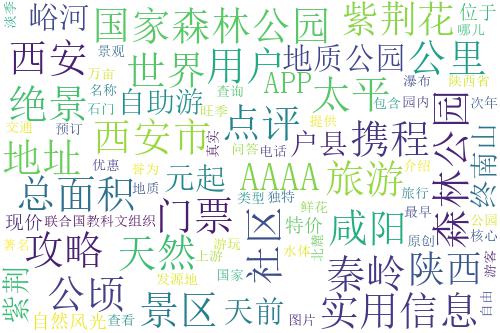 淡季
峪河
国家森林公园
紫荆花
位于
哪儿
西安
景观
世界
用户
地质公园
公里
瀑布
陕西省
万亩
名称
石门
绝景
自助游
APP
查询
旺季
太平
包含
园内
次年
交通
预订
西安市
真实
点评
提供
问答
电话
户县
携程
森林公园
终南山
地址
优惠
誉为
地质
元起
AAAA
旅游
介绍
总面积
类型
独特
旅行
最早
公园
现价
联合国教科文组织
门票
社区
特价
鲜花
北麓
咸阳
原创
核心
著名
攻略
天然
游玩
上游
水体
秦岭
陕西
游客
紫荆
公顷
发源地
国家
景区
天前
实用信息
自由
自然风光
查看
图片